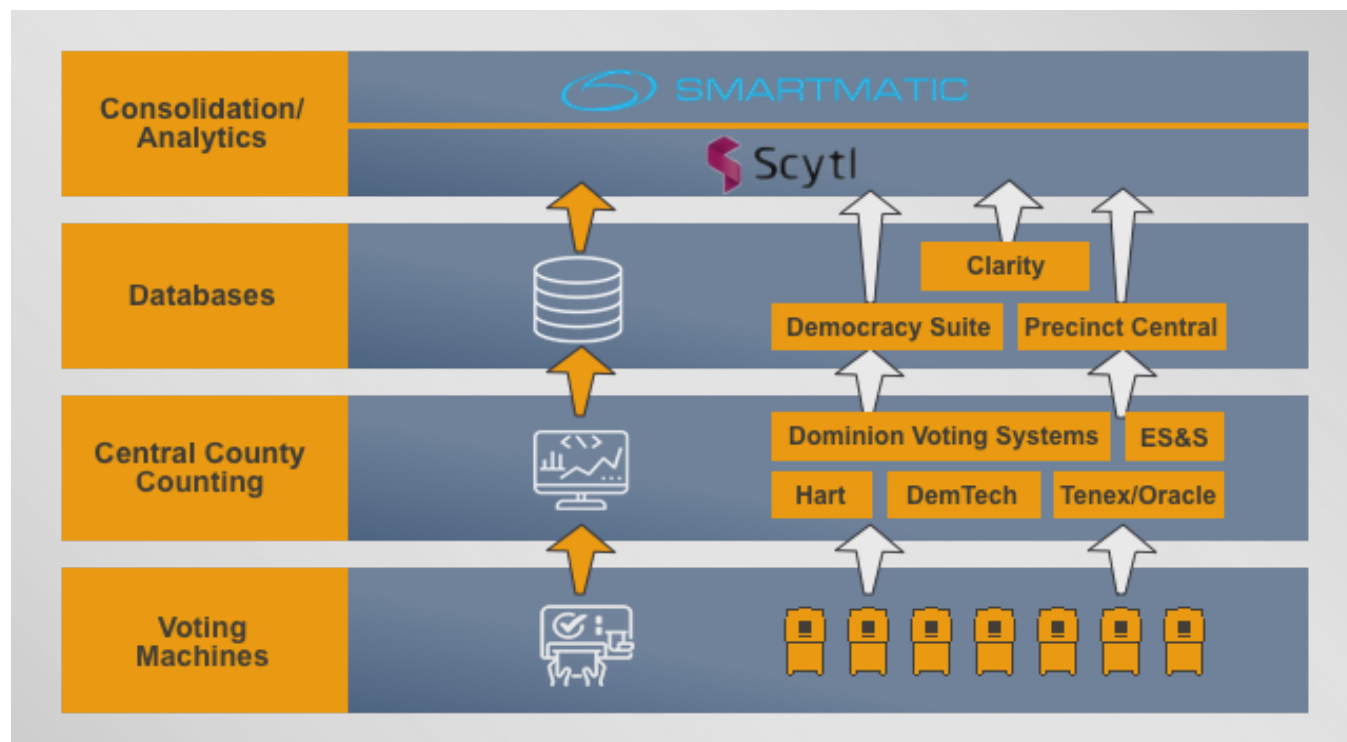 Consolidation/
Analytics
SMARTMATIC
Scytl
Databases
Clarity
Democracy Suite
Precinct Central
Central County
Counting
Dominion Voting Systems
ES&S
Hart
DemTech
Tenex/Oracle
Voting
Machines